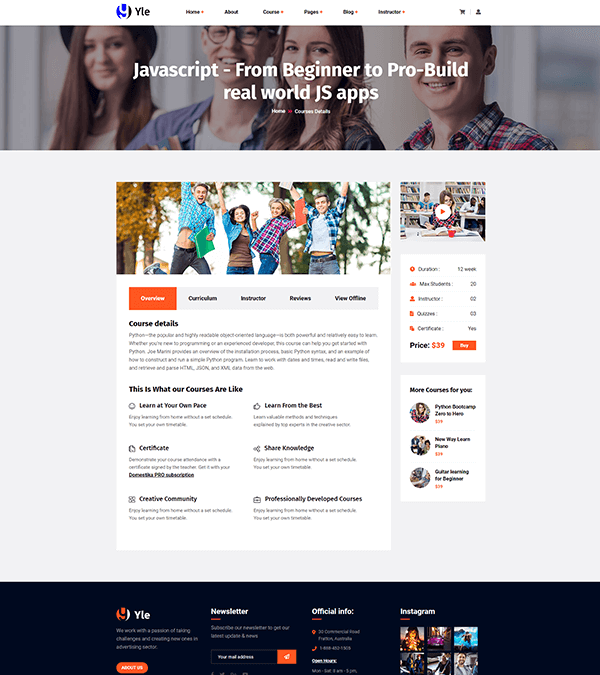 Yle
Home + About Course + Pages + Blog + Instructor +
Javascript - From Beginner to Pro-Build
real world JS apps
Home Courses Details
Overview Curriculum Instructor Reviews View Offline
Course details
Python—the popular and highly readable object-oriented language—is both powerful and relatively easy to learn.
Whether you're new to programming or an experienced developer, this course can help you get started with
Python. Joe Marini provides an overview of the installation process, basic Python syntax, and an example of
how to construct and run a simple Python program. Learn to work with dates and times, read and write files,
and retrieve and parse HTML, JSON, and XML data from the web.
This Is What our Courses Are Like
Learn at Your Own Pace
Enjoy learning from home without a set schedule.
You set your own timetable.
Learn From the Best
Learn valuable methods and techniques
explained by top experts in the creative sector.
Certificate
Demonstrate your course attendance with a
certificate signed by the teacher. Get it with your
Domestika PRO subscription
Share Knowledge
Enjoy learning from home without a set schedule.
You set your own timetable.
Creative Community
Enjoy learning from home without a set schedule.
You set your own timetable.
Professionally Developed Courses
Enjoy learning from home without a set schedule.
You set your own timetable.
Duration : 12 week
Max Students : 20
Instructor : 02
Quizzes : 03
Certificate : Yes
Price: $39 Buy
More Courses for you:
Python Bootcamp
Zero to Hero
$39
New Way Learn
Piano
$39
Guitar learning
for Beginner
$39
Yle
We work with a passion of taking
challenges and creating new ones in
advertising sector.
ABOUT US
Newsletter
Subscribe our newsletter to get our
latest update & news
Your mail address
Official info:
30 Commercial Road
Fratton, Australia
1-888-452-1505
Open Hours:
Mon - Sat: 8 am - 5 pm,
Instagram